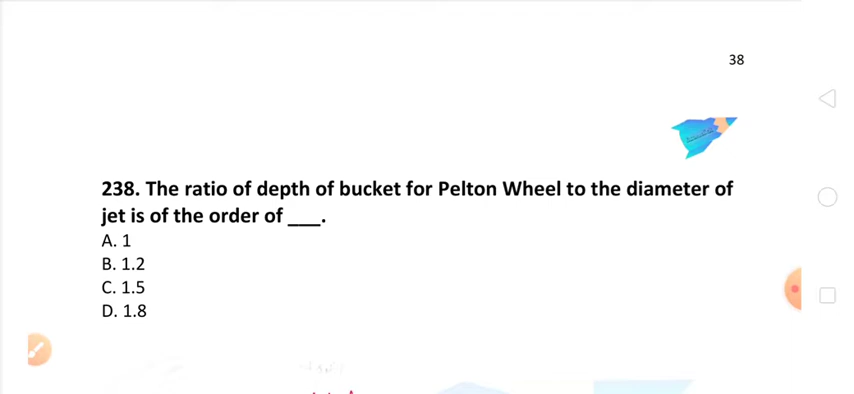 38
238. The ratio of depth of bucket for Pelton Wheel to the diameter of
jet is of the order of ___.
A. 1
B. 1.2
C. 1.5
D. 1.8